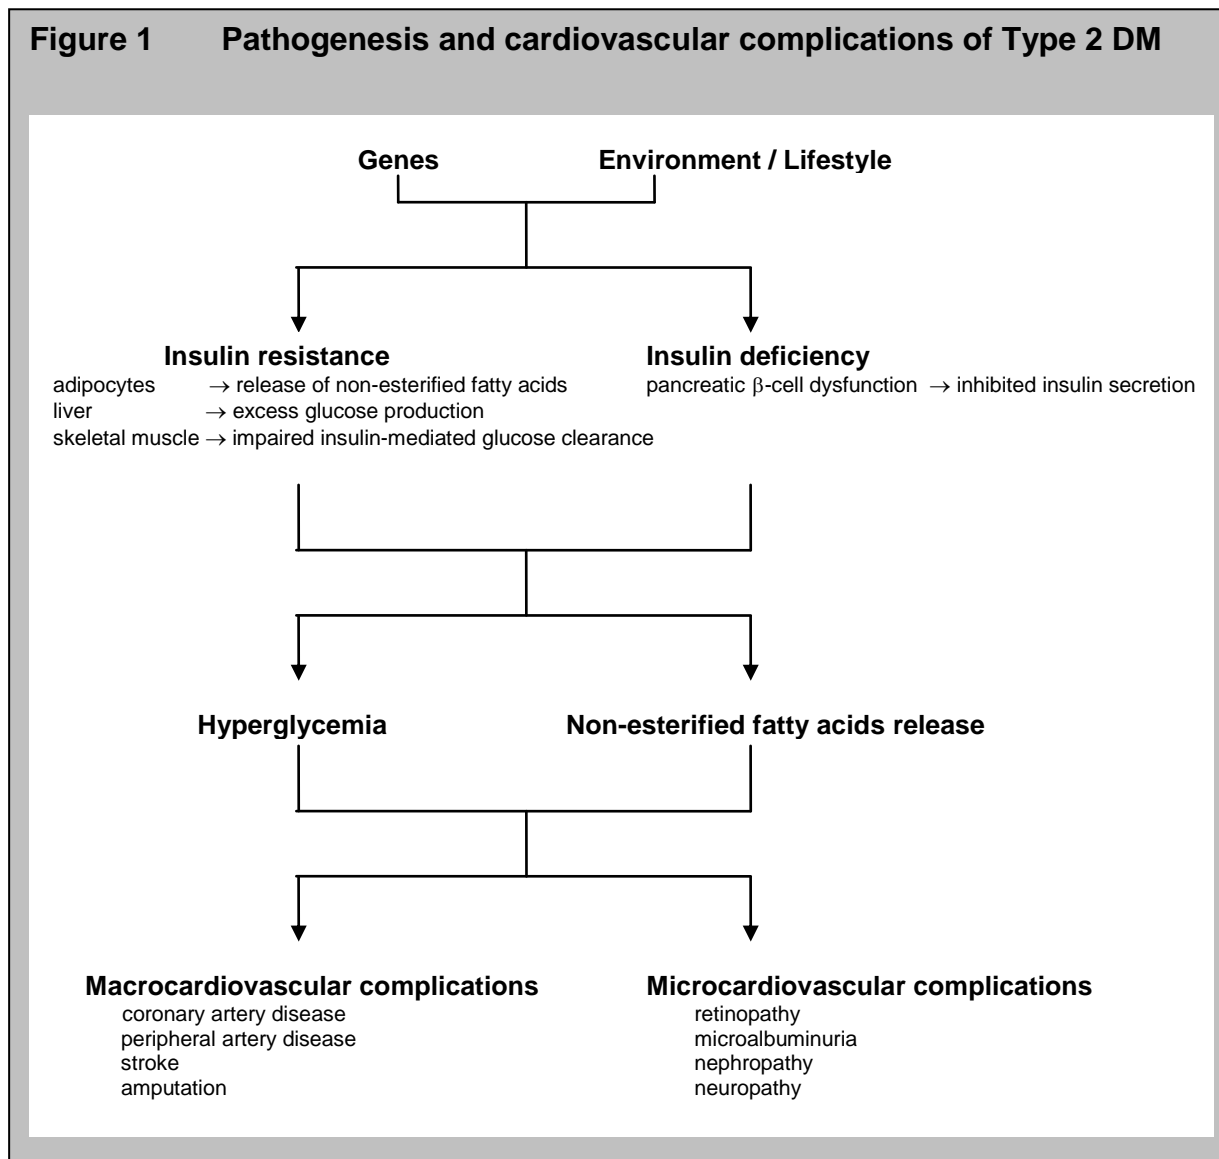 Figure 1 Pathogenesis and cardiovascular complications of Type 2 DM
Genes Environment / Lifestyle
Insulin resistance
adipocytes → release of non-esterified fatty acids
liver → excess glucose production
skeletal muscle → impaired insulin-mediated glucose clearance
Insulin deficiency
pancreatic β-cell dysfunction → inhibited insulin secretion
Hyperglycemia Non-esterified fatty acids release
Macrocardiovascular complications
coronary artery disease
peripheral artery disease
stroke
amputation
Microcardiovascular complications
retinopathy
microalbuminuria
nephropathy
neuropathy